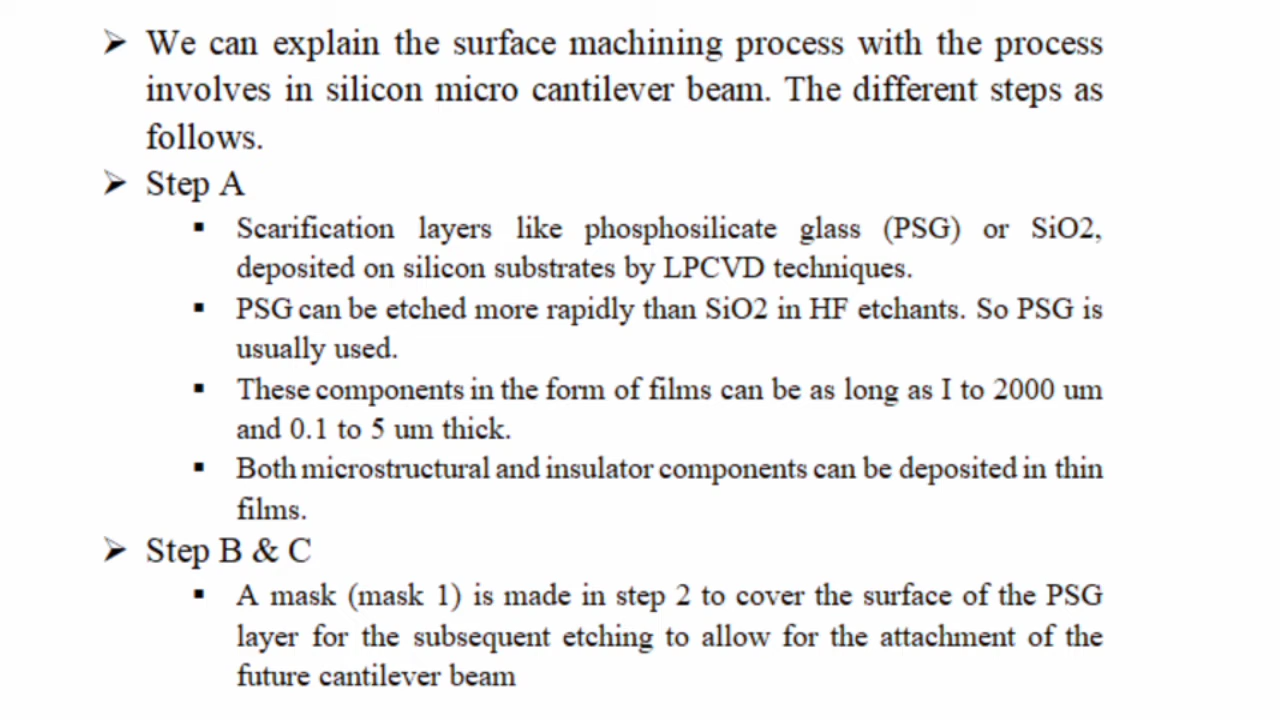 ➢ We can explain the surface machining process with the process
involves in silicon micro cantilever beam. The different steps as
follows.
➢ Step A
▪ Scarification layers like phosphosilicate glass (PSG) or SiO2,
deposited on silicon substrates by LPCVD techniques.
▪ PSG can be etched more rapidly than SiO2 in HF etchants. So PSG is
usually used.
▪ These components in the form of films can be as long as I to 2000 um
and 0.1 to 5 um thick.
▪ Both microstructural and insulator components can be deposited in thin
films.
➢ Step B & C
▪ A mask (mask 1) is made in step 2 to cover the surface of the PSG
layer for the subsequent etching to allow for the attachment of the
future cantilever beam